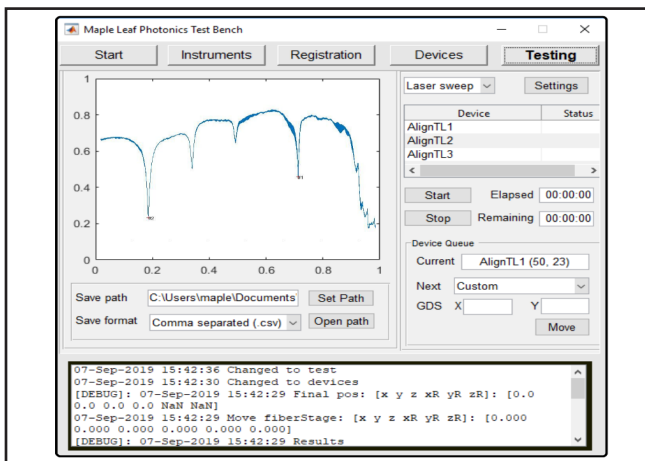 Maple Leaf Photonics Test Bench
Start Instruments Registration Devices Testing
1
0.8
0.6
0.4
0.2
0
0 0.2 0.4 0.6 0.8 1
Save path C:\Users\maple\Documents Set Path
Save format Comma separated (.csv) Open path
Laser sweep Settings
Device Status
AlignTL1
AlignTL2
AlignTL3
Start Elapsed 00:00:00
Stop Remaining 00:00:00
Device Queue
Current AlignTL1 (50, 23)
Next Custom
GDS X Y
Move
07-Sep-2019 15:42:36 Changed to test
07-Sep-2019 15:42:30 Changed to devices
[DEBUG]: 07-Sep-2019 15:42:29 Final pos: [x y z xR yR zR]: [0.0
0.0 0.0 0.0 NaN NaN]
07-Sep-2019 15:42:29 Move fiberStage: [x y z xR yR zR]: [0.000
0.000 0.000 0.000 0.000 0.000]
[DEBUG]: 07-Sep-2019 15:42:29 Results